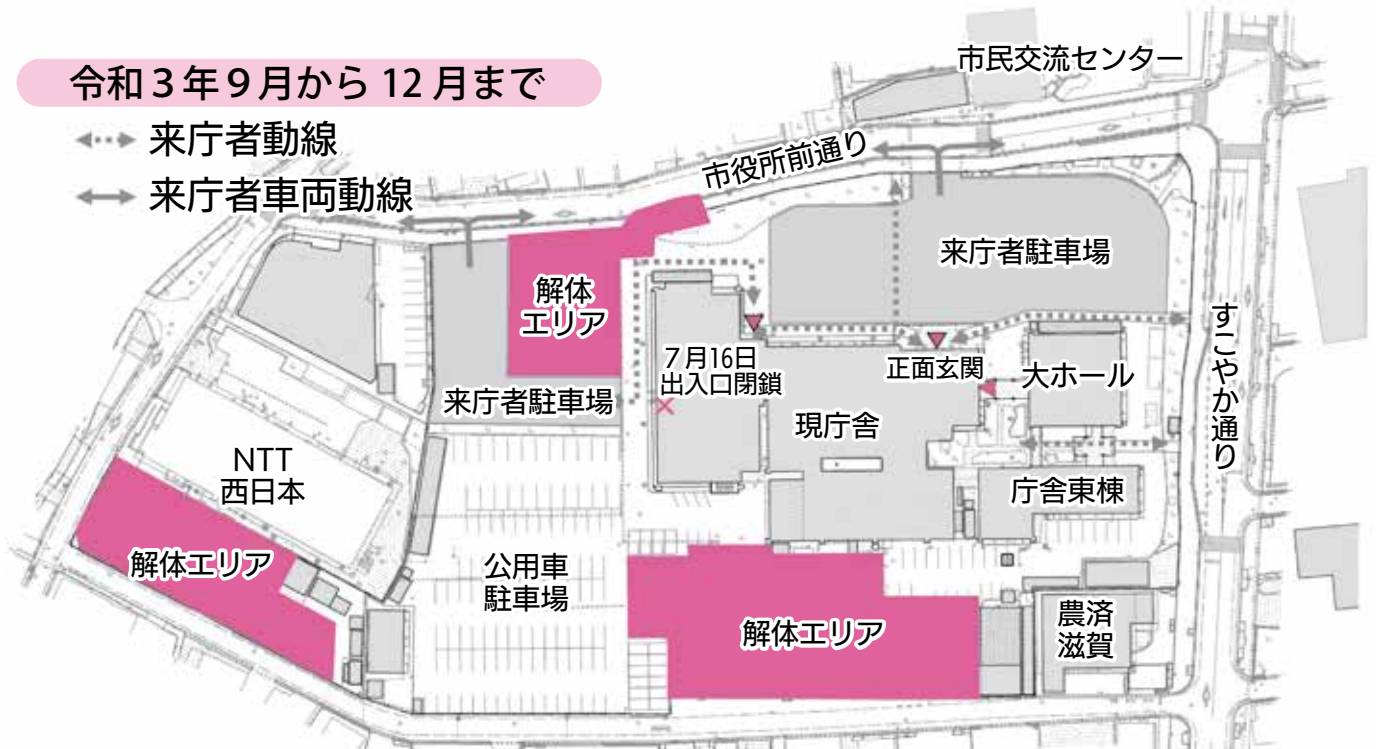 令和３年９月から 12 月まで
来庁者動線
来庁者車両動線
市民交流センター
市役所前通り
来庁者駐車場
解体
エリア
７月16日
出入口閉鎖
正面玄関
大ホール
すこやか通り
来庁者駐車場
現庁舎
NTT
西日本
庁舎東棟
解体エリア
公用車
駐車場
解体エリア
農済
滋賀